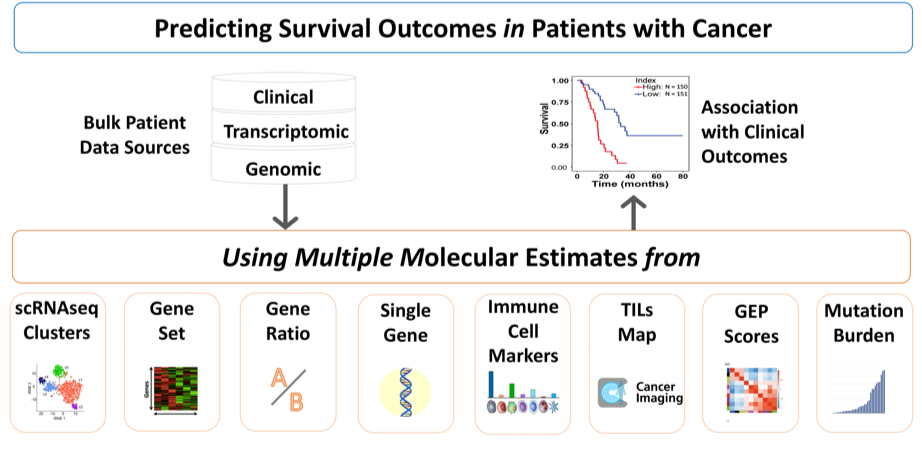 Predicting Survival Outcomes in Patients with Cancer
Bulk Patient
Data Sources
Clinical
Transcriptomic
Genomic
Survival
1.00
0.75
0.50
0.25
0.00
Index
High: N = 150
Low: N = 151
0 20 40 60 80
Time (months)
Association
with Clinical
Outcomes
Using Multiple Molecular Estimates from
scRNAseq
Clusters
Gene
Set
Genes
Gene
Ratio
A
B
Single
Gene
Immune
Cell
Markers
TILs
Map
Cancer
Imaging
GEP
Scores
Mutation
Burden